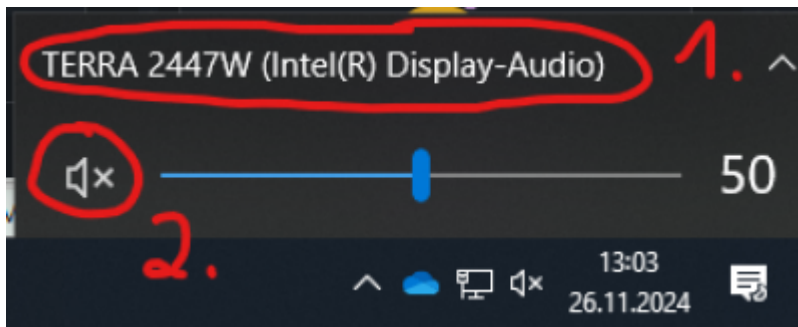 TERRA 2447W (Intel(R) Display-Audio) 1.
50
2.
13:03
26.11.2024